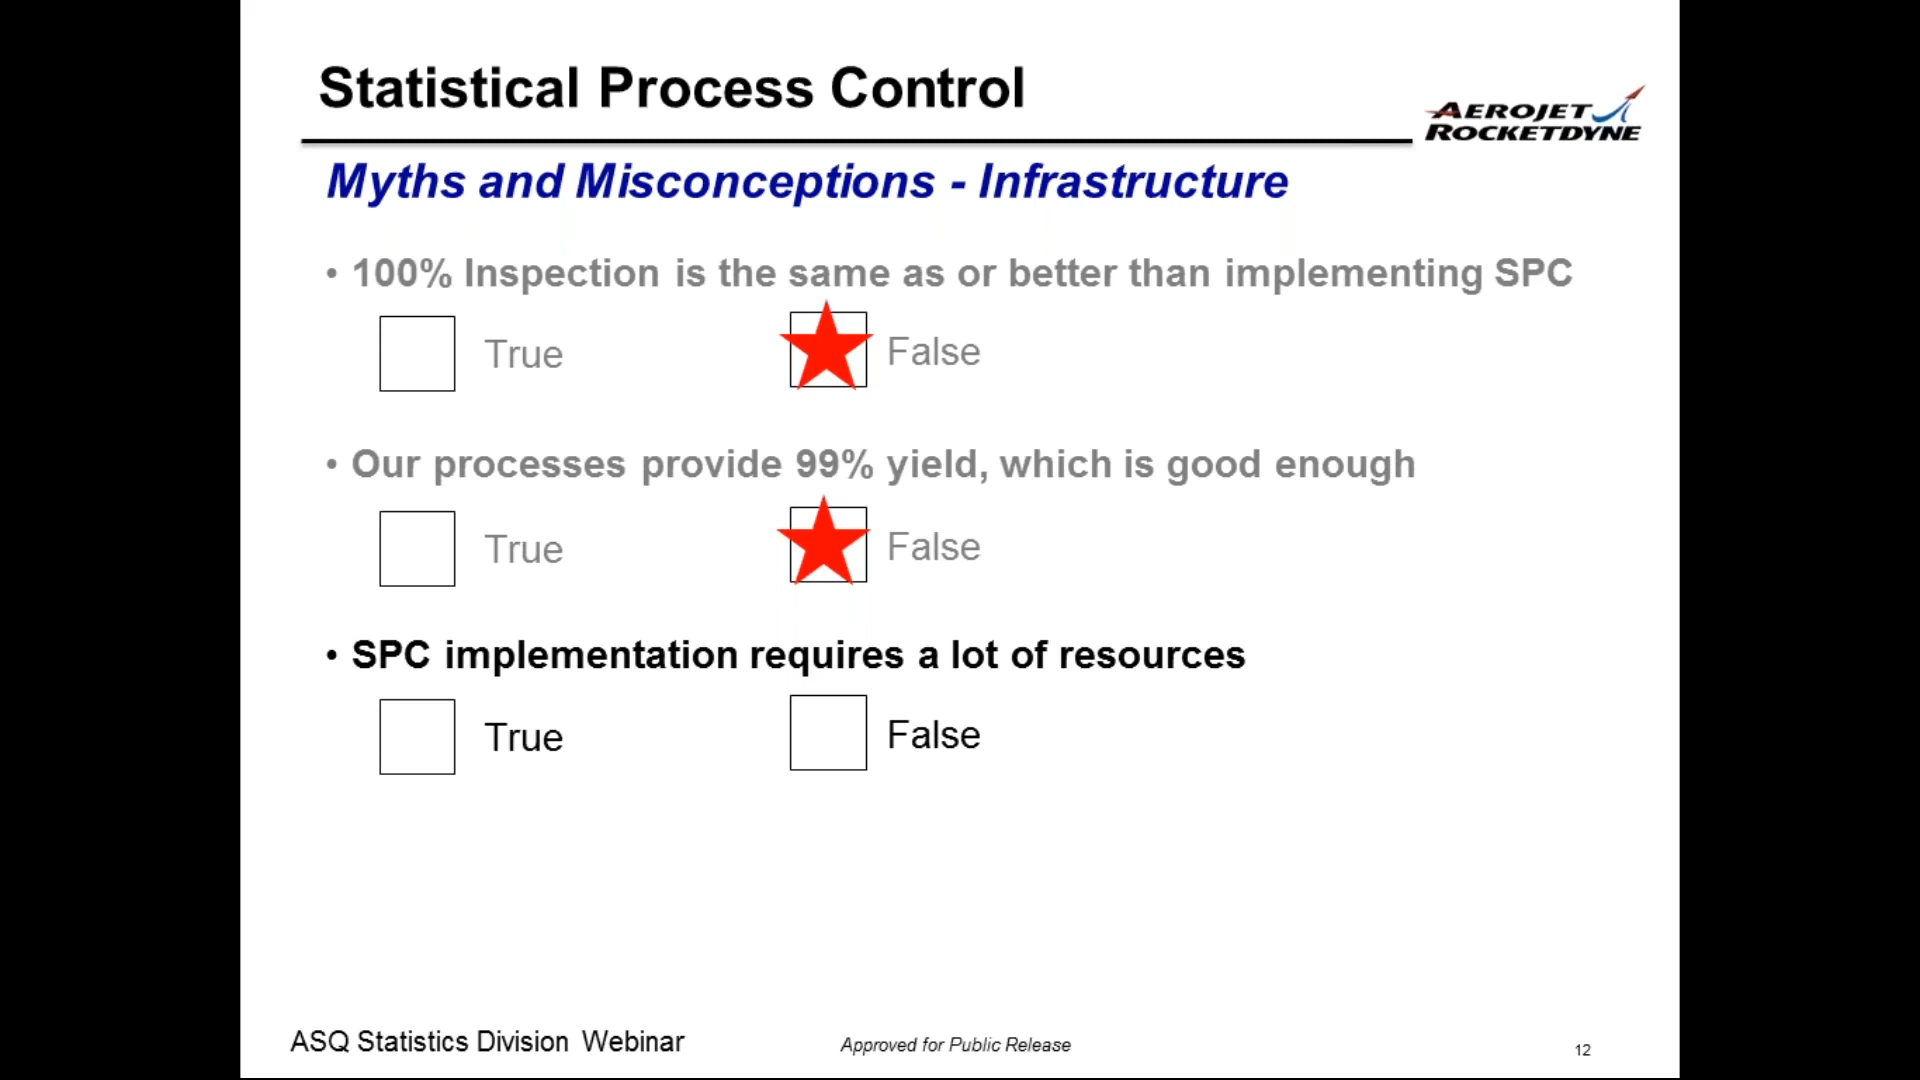 Statistical Process Control
AEROJET
ROCKETDYNE
Myths and Misconceptions - Infrastructure
• 100% Inspection is the same as or better than implementing SPC
True False
• Our processes provide 99% yield, which is good enough
True False
• SPC implementation requires a lot of resources
True False
ASQ Statistics Division Webinar Approved for Public Release 12